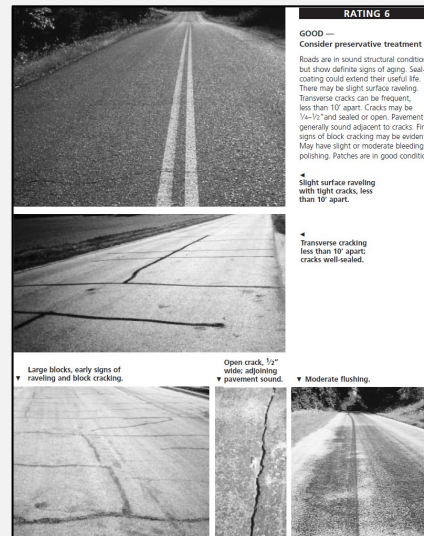 RATING 6
GOOD —
Consider preservative treatment
Roads are in sound structural condition
but show definite signs of aging. Seal-
coating could extend their useful life.
There may be slight surface raveling.
Transverse cracks can be frequent,
less than 10' apart. Cracks may be
1/4–1/2" and sealed or open. Pavement
generally sound adjacent to cracks.
signs of block cracking may be evident
May have slight or moderate bleeding
polishing. Patches are in good
◄
Slight surface raveling
with tight cracks, less
than 10' apart.
◄
Transverse cracking
less than 10' apart;
cracks well-sealed.
Large blocks, early signs of
▼ raveling and block cracking.
Open crack, 1/2"
wide; adjoining
▼ pavement sound.
▼ Moderate flushing.